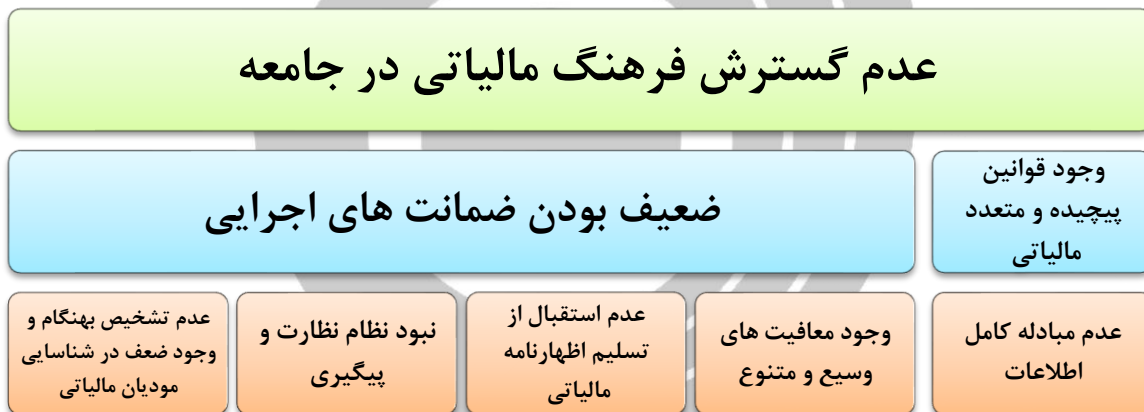 عدم گسترش فرهنگ مالیاتی در جامعه
وجود قوانین
پیچیده و متعدد
مالیاتی
ضعیف بودن ضمانت های اجرایی
عدم مبادله کامل
اطلاعات
وجود معافیت های
وسیع و متنوع
عدم استقبال از
تسلیم اظهارنامه
مالیاتی
نبود نظام نظارت و
پیگیری
عدم تشخیص بهنگام و
وجود ضعف در شناسایی
مودیان مالیاتی